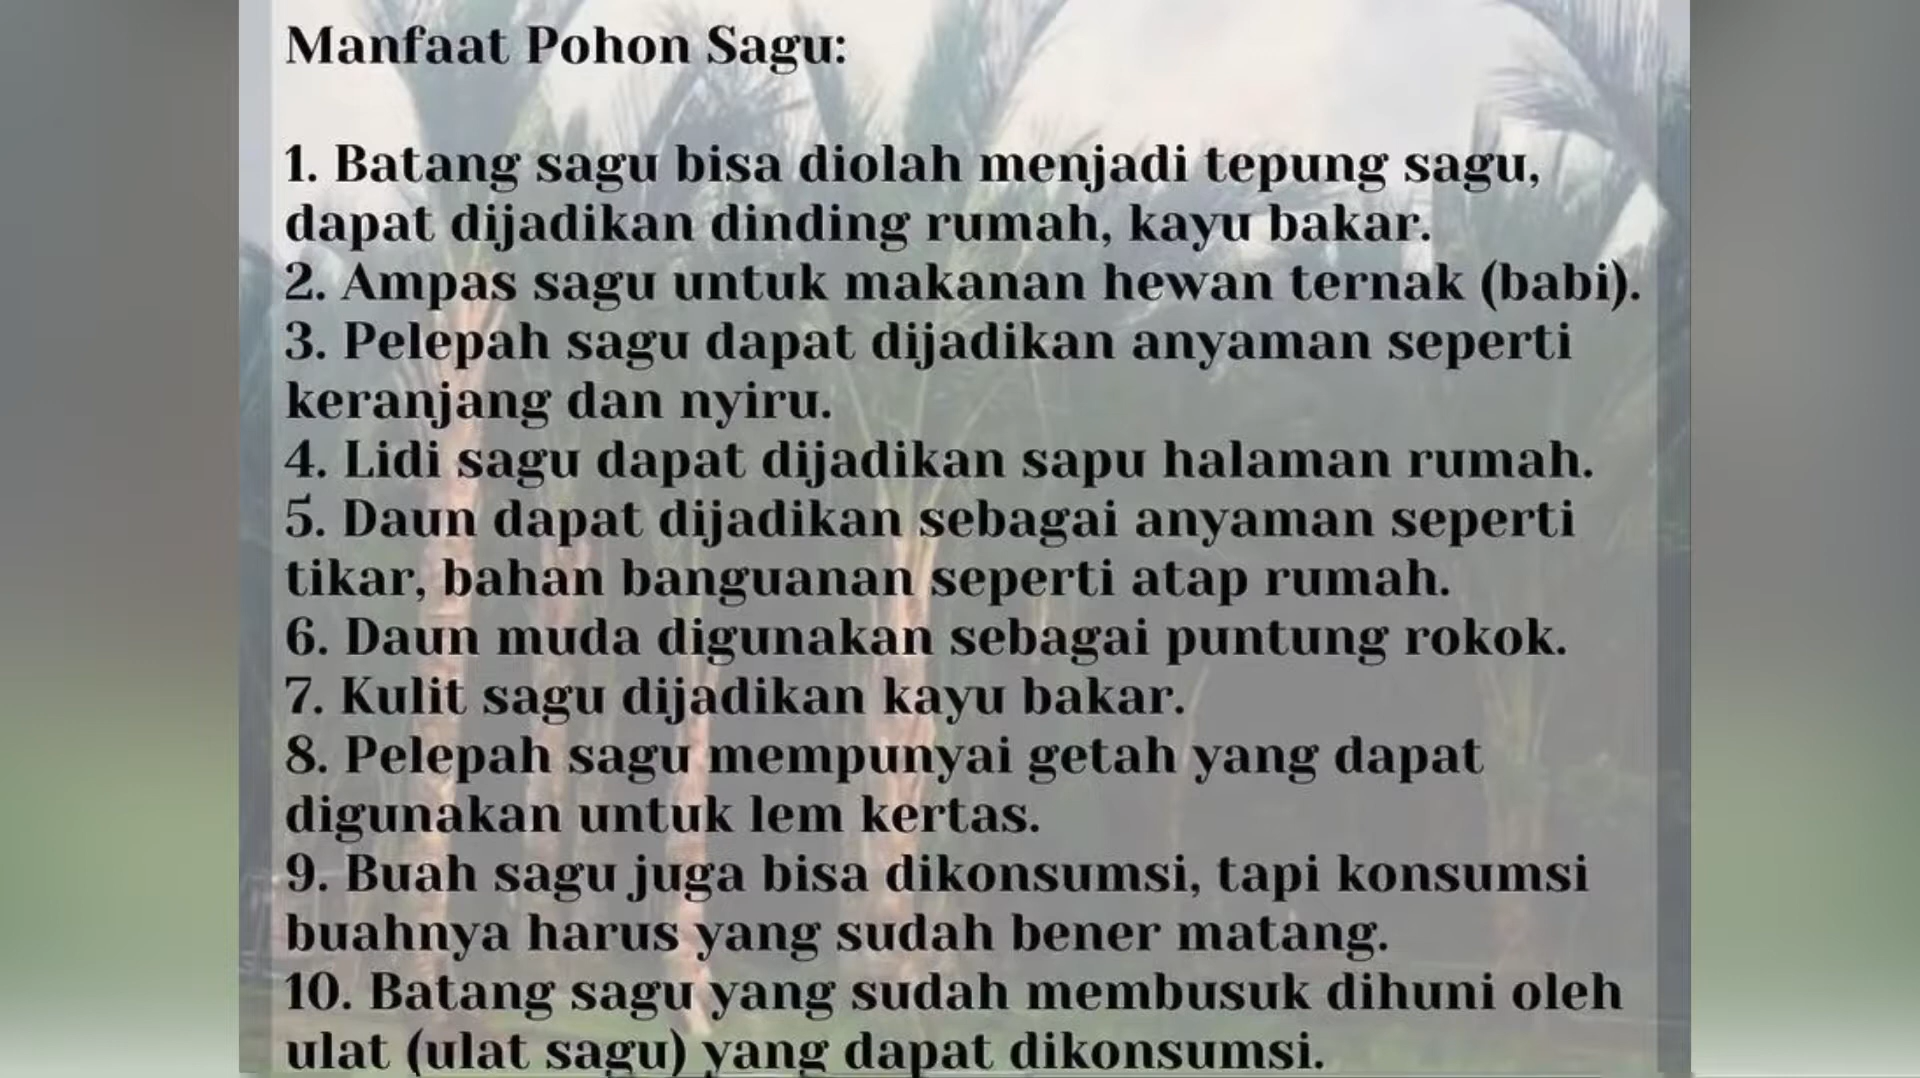 Manfaat Pohon Sagu:
1. Batang sagu bisa diolah menjadi tepung sagu,
dapat dijadikan dinding rumah, kayu bakar.
2. Ampas sagu untuk makanan hewan ternak (babi).
3. Pelepah sagu dapat dijadikan anyaman seperti
keranjang dan nyiru.
4. Lidi sagu dapat dijadikan sapu halaman rumah.
5. Daun dapat dijadikan sebagai anyaman seperti
tikar, bahan banguanan seperti atap rumah.
6. Daun muda digunakan sebagai puntung rokok.
7. Kulit sagu dijadikan kayu bakar.
8. Pelepah sagu mempunyai getah yang dapat
digunakan untuk lem kertas.
9. Buah sagu juga bisa dikonsumsi, tapi konsumsi
buahnya harus yang sudah bener matang.
10. Batang sagu yang sudah membusuk dihuni oleh
ulat (ulat sagu) yang dapat dikonsumsi.